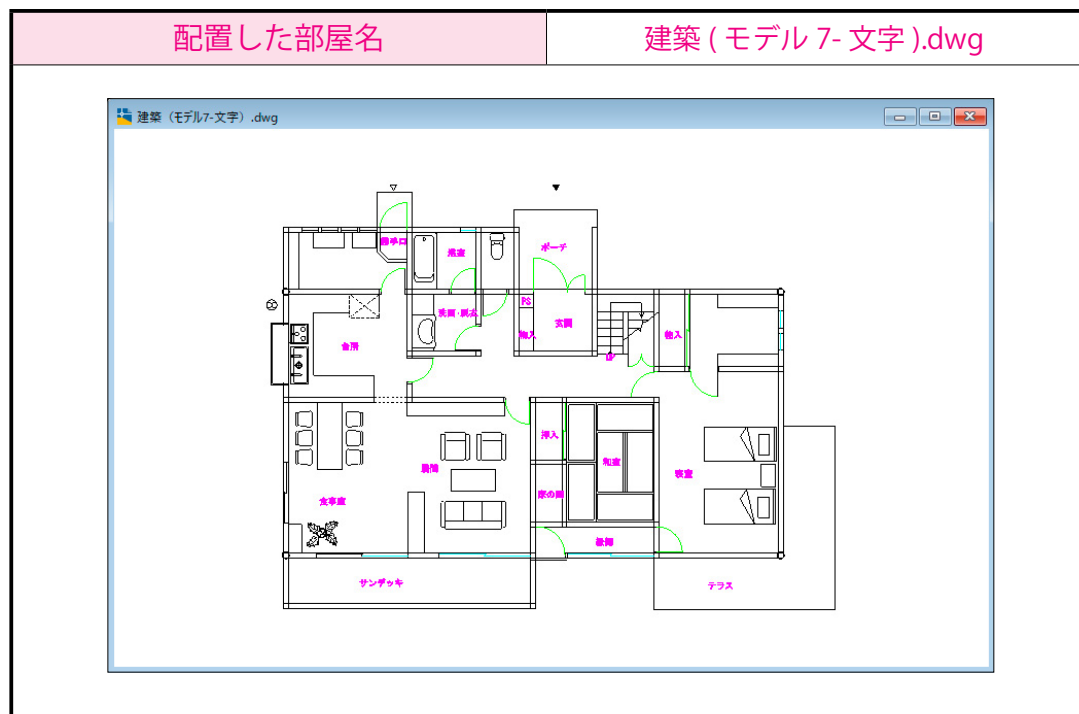 配置した部屋名
建築 ( モデル 7- 文字 ).dwg
建築（モデル7-文字）.dwg
勝手口
浴室
ポーチ
PS
洗面・脱衣
物入
玄関
物入
台所
UP
押入
居間
和室
寝室
食事室
床の間
縁側
サンデッキ
テラス